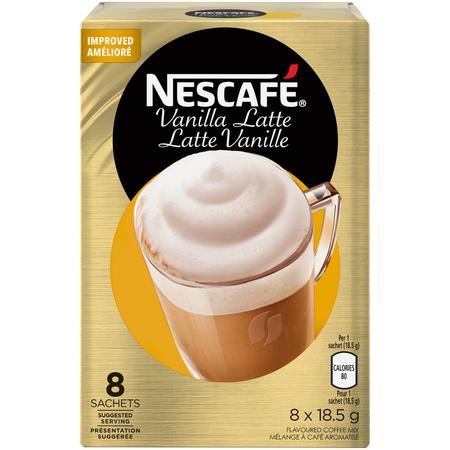 IMPROVED
AMÉLIORÉ
NESCAFÉ®
Vanilla Latte
Latte Vanille
Per 1
sachet (18.5 g)
CALORIES
80
Pour 1
sachet (18.5 g)
8
SACHETS
SUGGESTED
SERVING
PRÉSENTATION
SUGGÉRÉE
8 x 18.5 g
FLAVOURED COFFEE MIX
MÉLANGE À CAFÉ AROMATISÉ